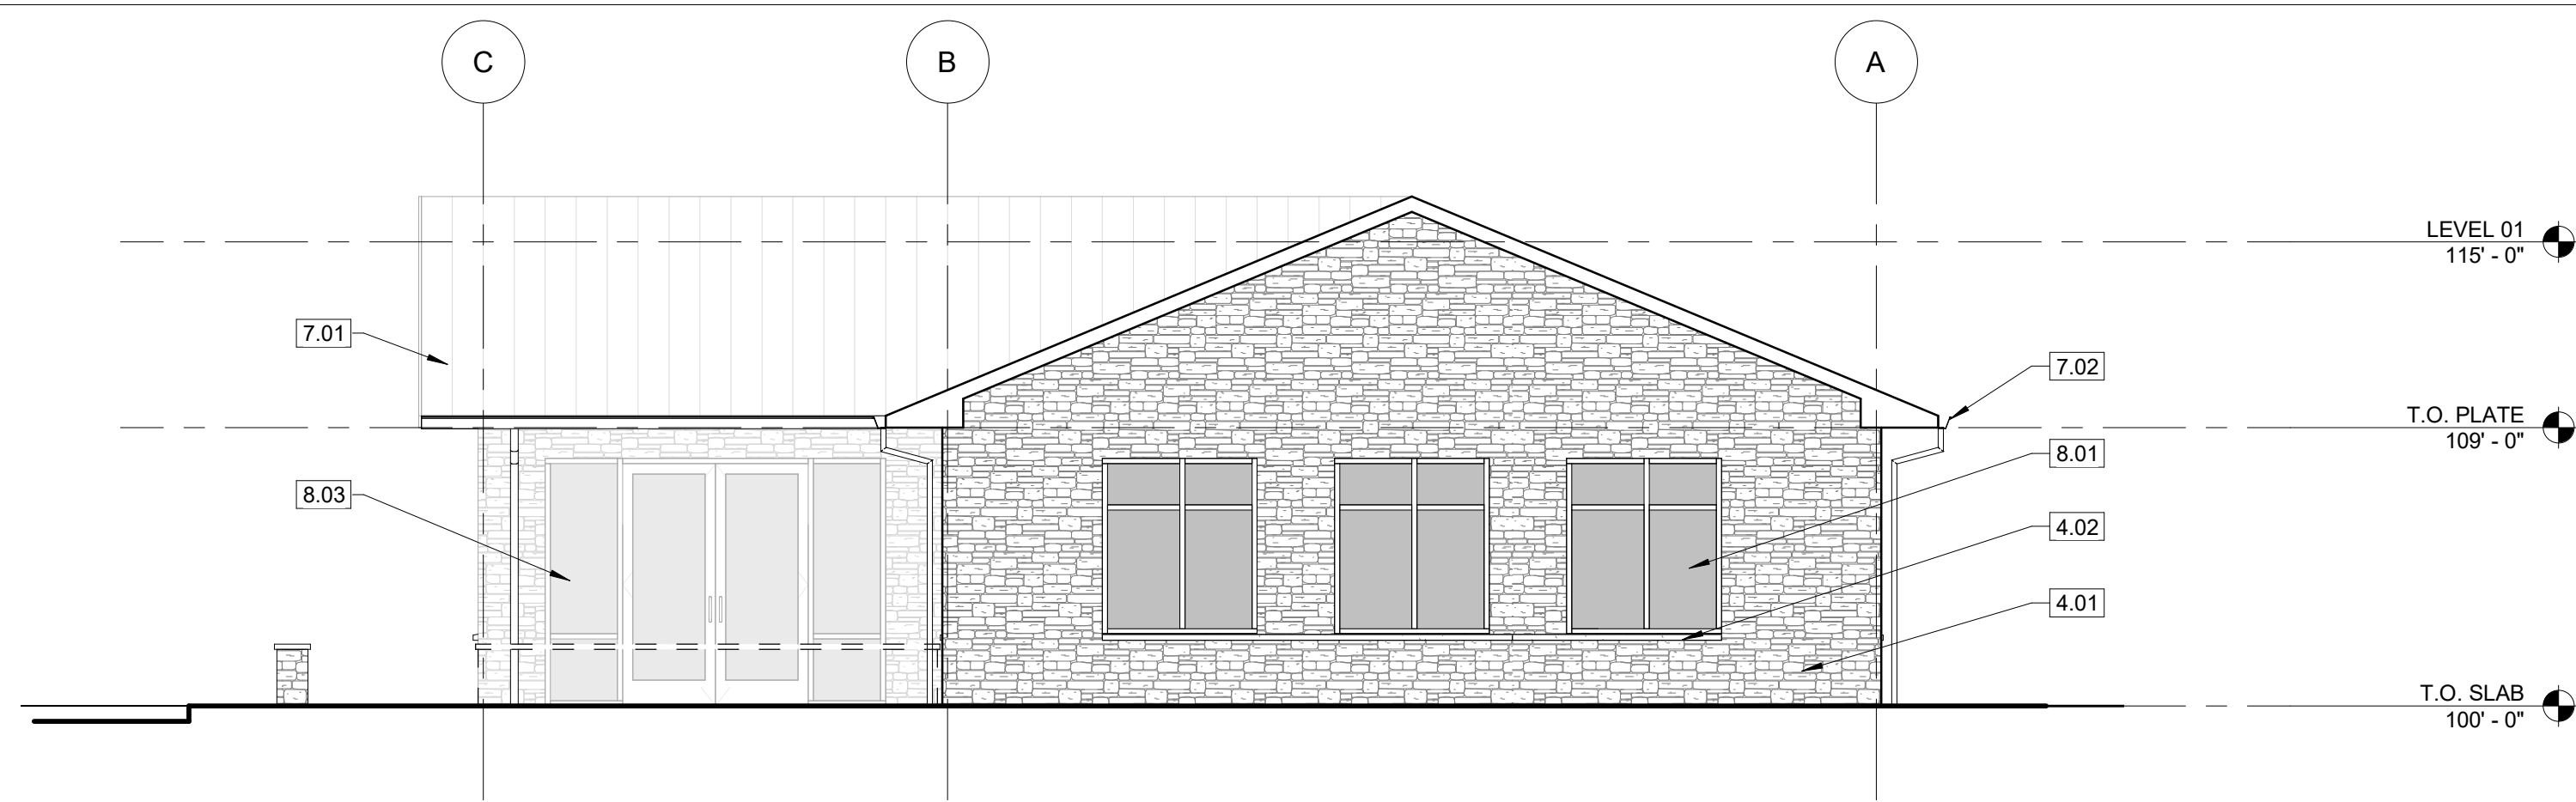 C
B
A
LEVEL 01
115' - 0"
7.01
7.02
T.O. PLATE
109' - 0"
8.01
8.03
4.02
4.01
T.O. SLAB
100' - 0"